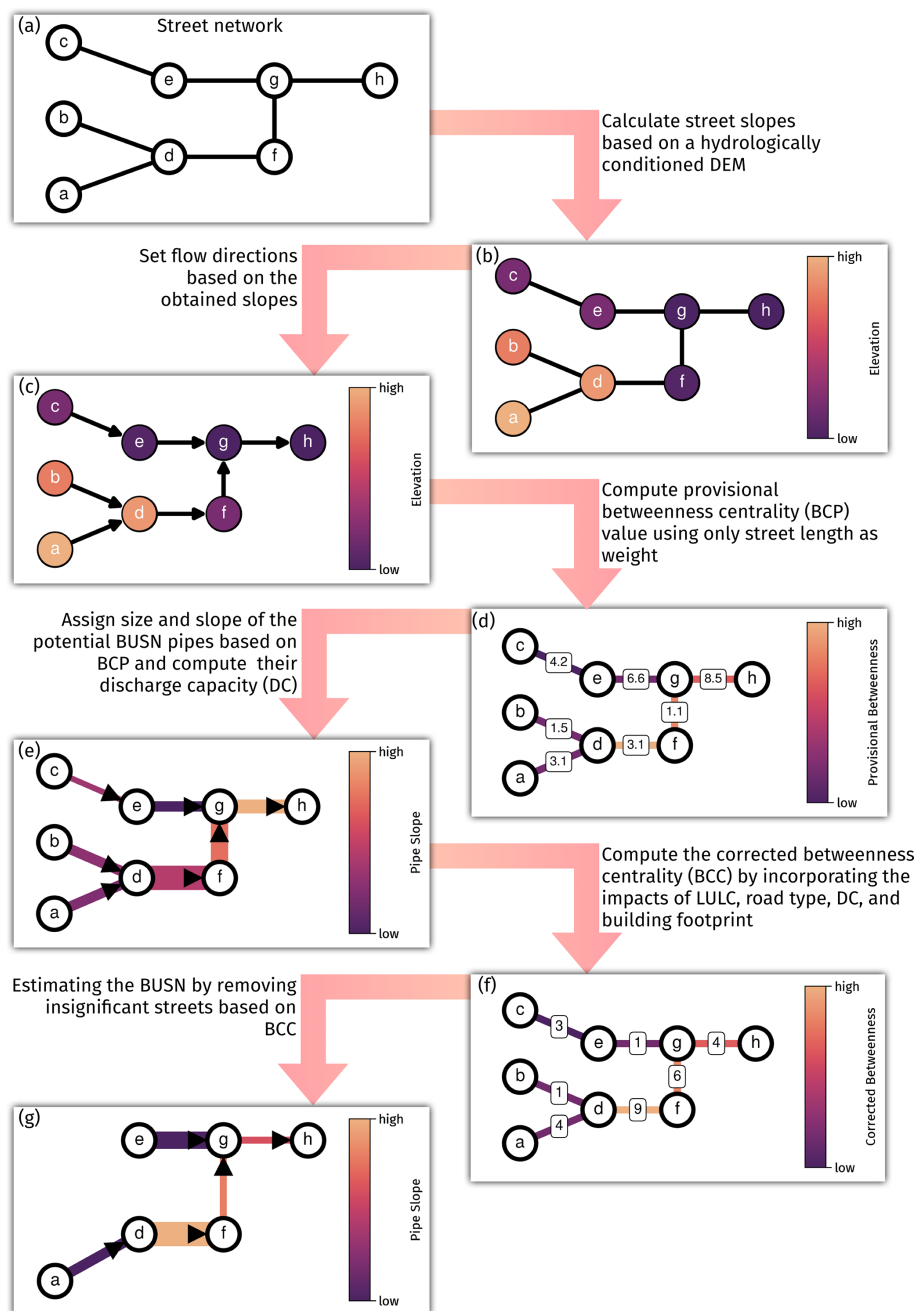 (a)
Street network
c
e
g
h
b
d
f
a
Calculate street slopes
based on a hydrologically
conditioned DEM
Set flow directions
based on the
obtained slopes
(b)
c
e
g
h
b
d
f
a
high
Elevation
low
(c)
c
e
g
h
b
d
f
a
high
Elevation
low
Compute provisional
betweenness centrality (BCP)
value using only street length as
weight
Assign size and slope of the
potential BUSN pipes based on
BCP and compute their
discharge capacity (DC)
(d)
c
4.2
e
6.6
g
8.5
h
1.1
b
1.5
d
3.1
f
3.1
a
high
Provisional Betweenness
low
(e)
c
e
g
h
b
d
f
a
high
Pipe Slope
low
Compute the corrected betweenness
centrality (BCC) by incorporating the
impacts of LULC, road type, DC, and
building footprint
Estimating the BUSN by removing
insignificant streets based on
BCC
(f)
c
3
e
1
g
4
h
6
b
1
d
9
f
4
a
high
Corrected Betweenness
low
(g)
e
g
h
d
f
a
high
Pipe Slope
low